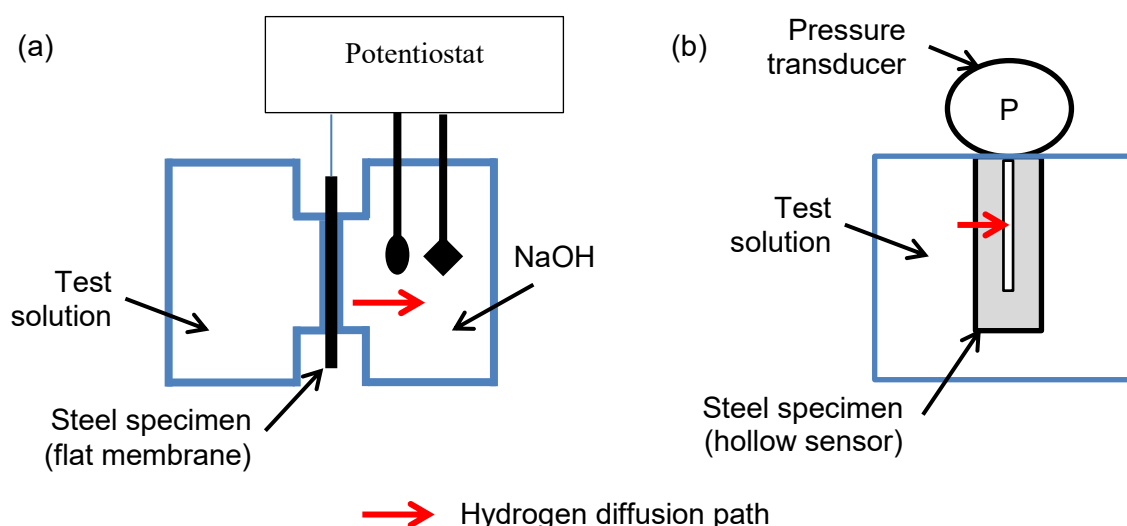 (a)
Potentiostat
Test
solution
NaOH
Steel specimen
(flat membrane)
(b)
Pressure
transducer
P
Test
solution
Steel specimen
(hollow sensor)
Hydrogen diffusion path